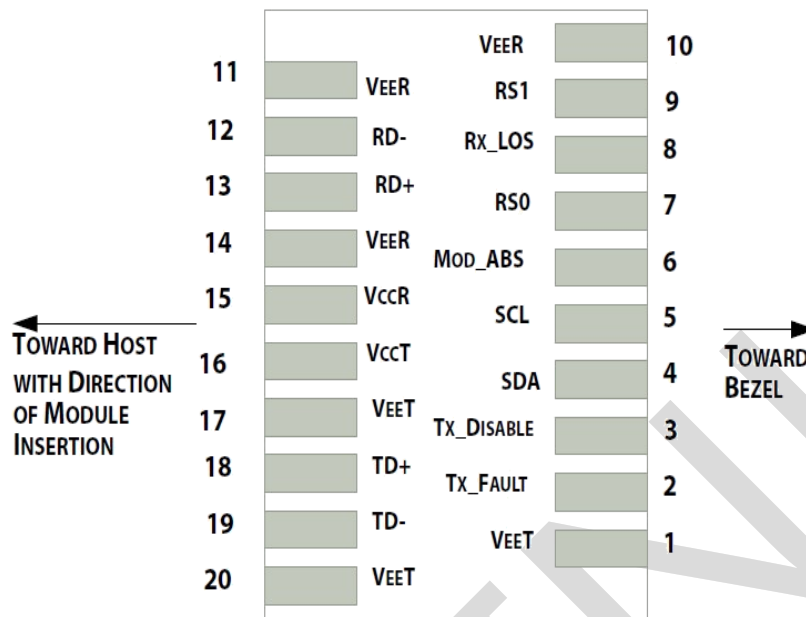 11 VEER
12 RD-
13 RD+
14 VEER
15 VCCR
16 VCCT
17 VEET
18 TD+
19 TD-
20 VEET
TOWARD HOST
WITH DIRECTION
OF MODULE
INSERTION
VEER 10
RS1 9
RX_LOS 8
RS0 7
MOD_ABS 6
SCL 5
SDA 4
TX_DISABLE 3
TX_FAULT 2
VEET 1
TOWARD
BEZEL